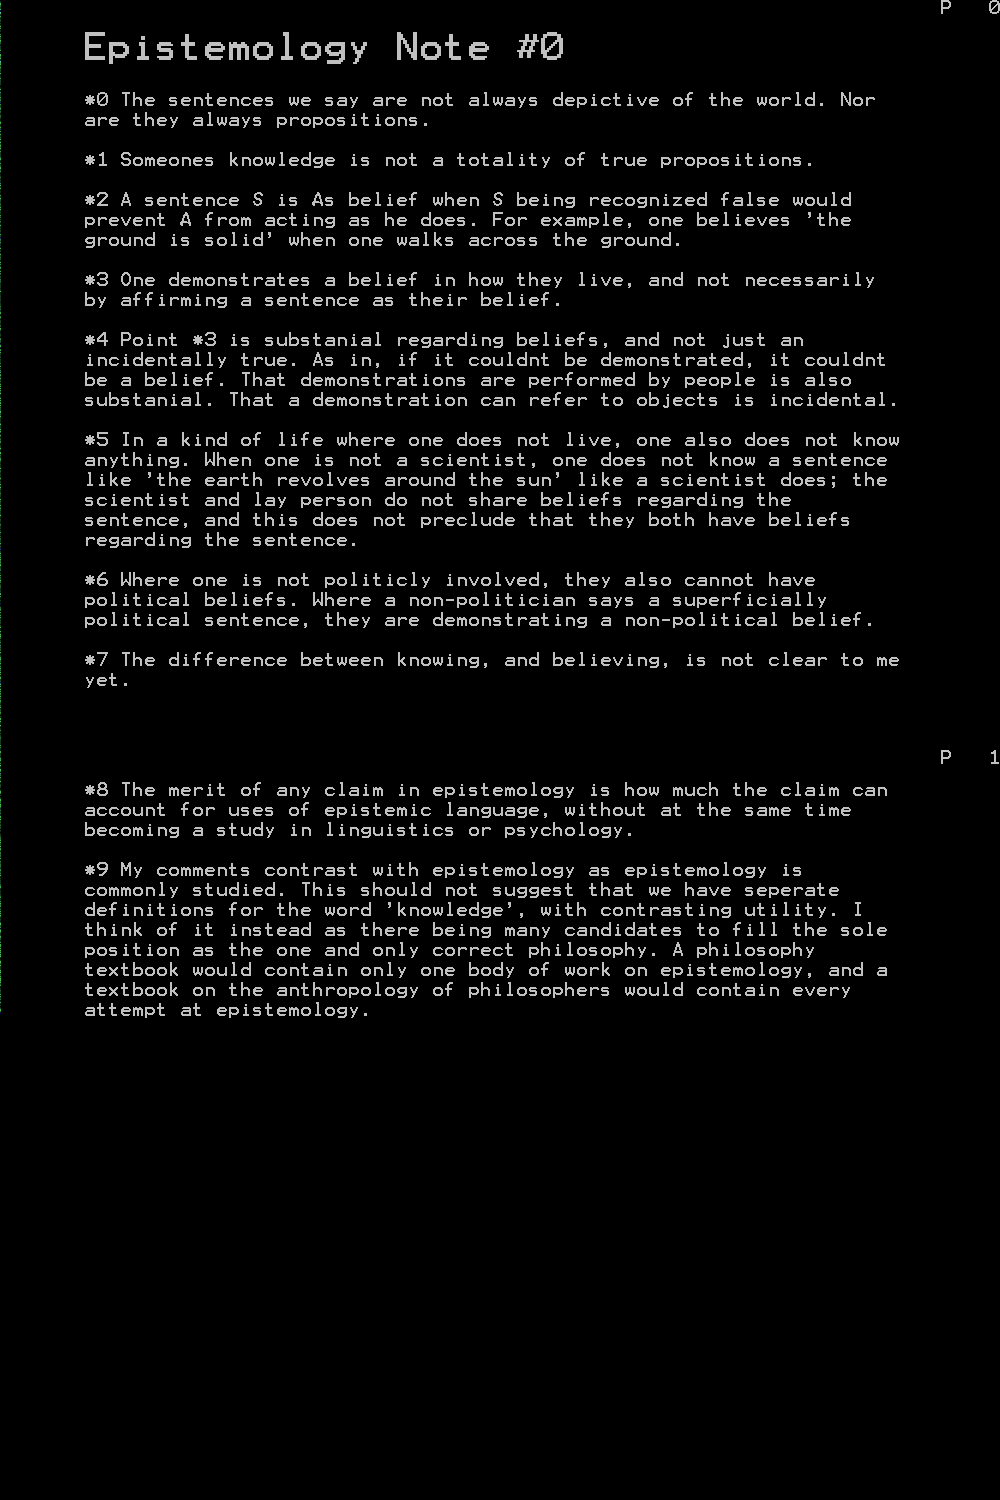 P 0
Epistemology Note #0
*0 The sentences we say are not always depictive of the world. Nor
are they always propositions.
*1 Someones knowledge is not a totality of true propositions.
*2 A sentence S is As belief when S being recognized false would
prevent A from acting as he does. For example, one believes 'the
ground is solid' when one walks across the ground.
*3 One demonstrates a belief in how they live, and not necessarily
by affirming a sentence as their belief.
*4 Point *3 is substanial regarding beliefs, and not just an
incidentally true. As in, if it couldnt be demonstrated, it couldnt
be a belief. That demonstrations are performed by people is also
substanial. That a demonstration can refer to objects is incidental.
*5 In a kind of life where one does not live, one also does not know
anything. When one is not a scientist, one does not know a sentence
like 'the earth revolves around the sun' like a scientist does; the
scientist and lay person do not share beliefs regarding the
sentence, and this does not preclude that they both have beliefs
regarding the sentence.
*6 Where one is not politicly involved, they also cannot have
political beliefs. Where a non-politician says a superficially
political sentence, they are demonstrating a non-political belief.
*7 The difference between knowing, and believing, is not clear to me
yet.
P 1
*8 The merit of any claim in epistemology is how much the claim can
account for uses of epistemic language, without at the same time
becoming a study in linguistics or psychology.
*9 My comments contrast with epistemology as epistemology is
commonly studied. This should not suggest that we have seperate
definitions for the word 'knowledge', with contrasting utility. I
think of it instead as there being many candidates to fill the sole
position as the one and only correct philosophy. A philosophy
textbook would contain only one body of work on epistemology, and a
textbook on the anthropology of philosophers would contain every
attempt at epistemology.